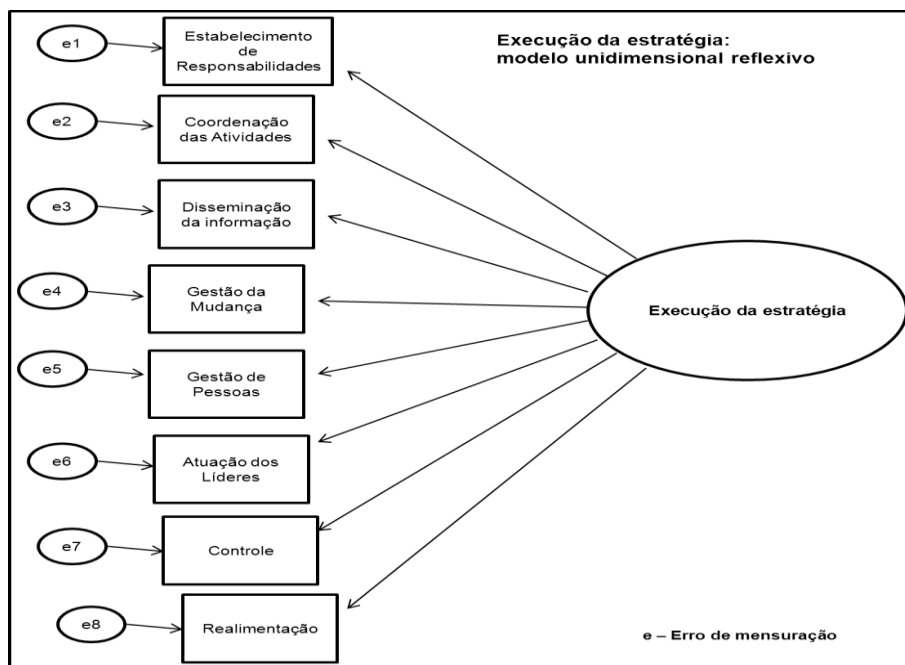 Execução da estratégia:
modelo unidimensional reflexivo
e1
Estabelecimento
de
Responsabilidades
e2
Coordenação
das Atividades
e3
Disseminação
da informação
e4
Gestão da
Mudança
Execução da estratégia
e5
Gestão de
Pessoas
e6
Atuação dos
Líderes
e7
Controle
e8
Realimentação
e – Erro de mensuração